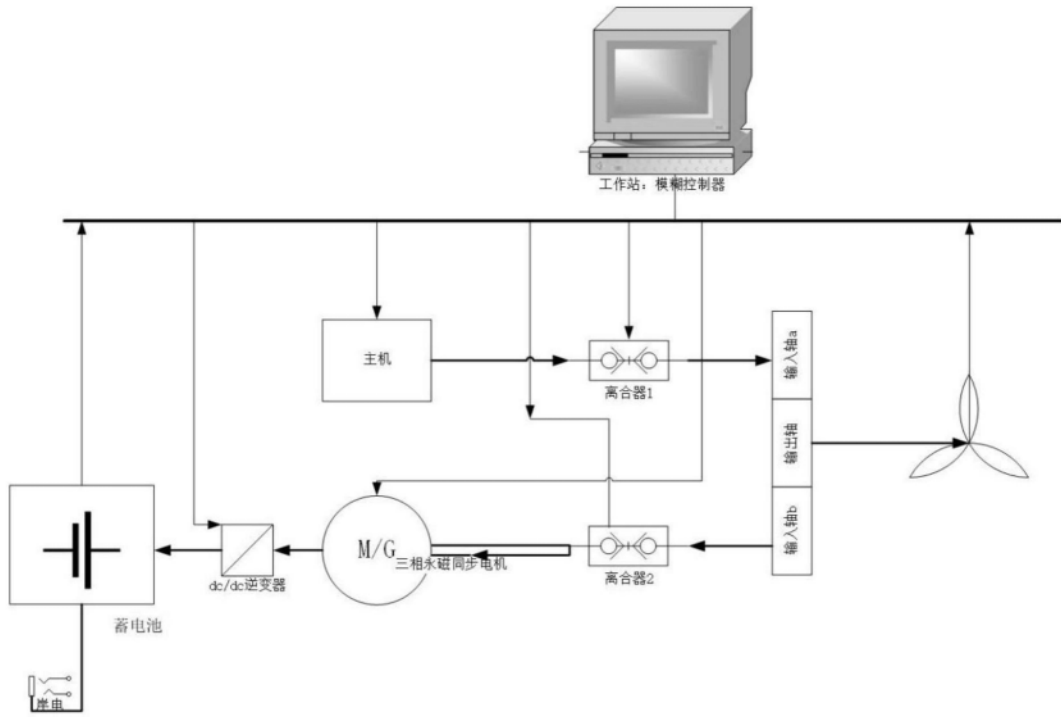 工作站：模糊控制器
主机
离合器1
输入轴a
输出轴
输入轴b
M/G
三相永磁同步电机
离合器2
dc/dc逆变器
蓄电池
岸电